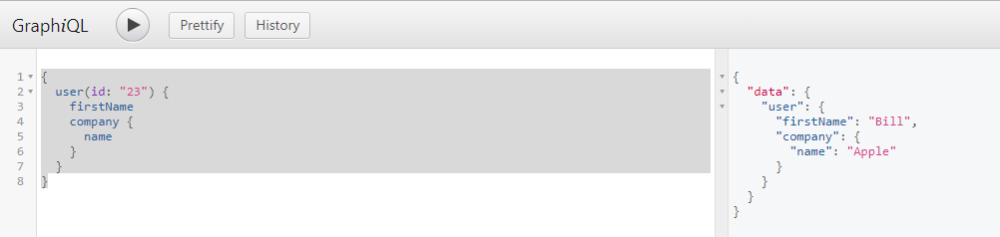 GraphiQL Prettify History
1 {
2 user(id: "23") {
3 firstName
4 company {
5 name
6 }
7 }
8 }
{
"data": {
"user": {
"firstName": "Bill",
"company": {
"name": "Apple"
}
}
}
}